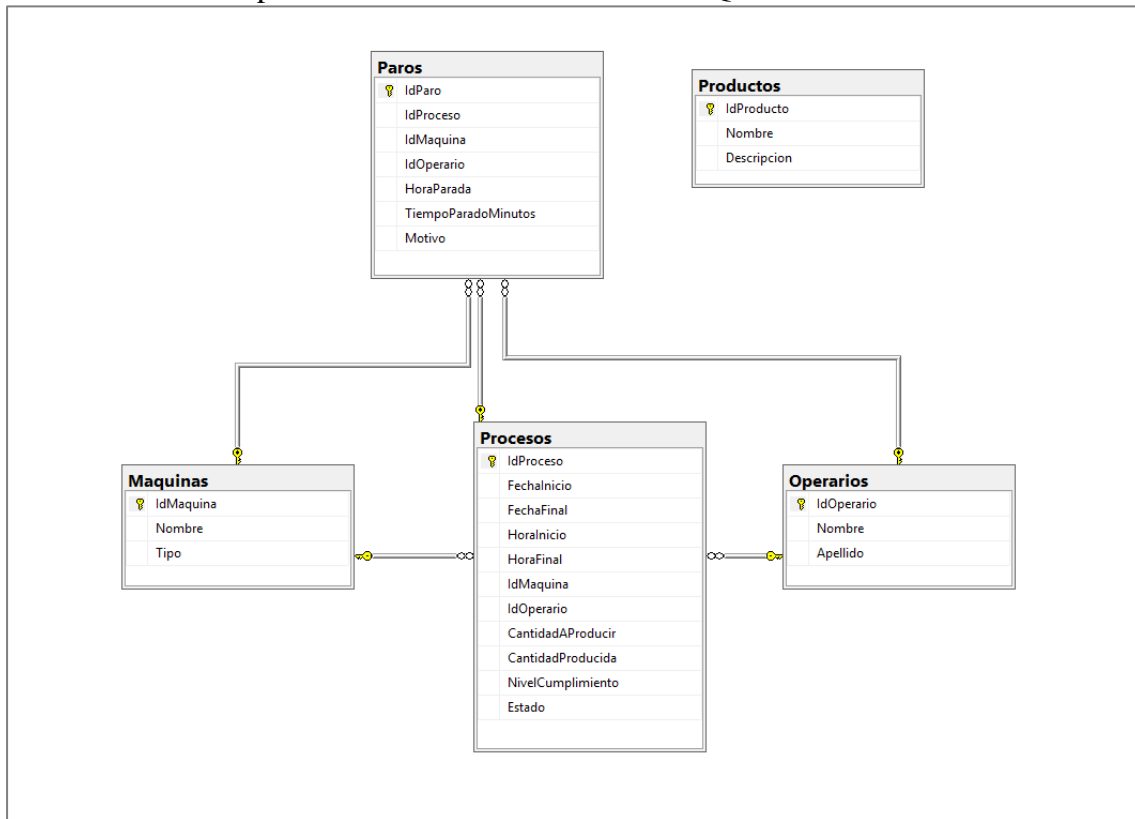 Paros
IdParo
IdProceso
IdMaquina
IdOperario
HoraParada
TiempoParadoMinutos
Motivo
Productos
IdProducto
Nombre
Descripcion
Maquinas
IdMaquina
Nombre
Tipo
Procesos
IdProceso
FechaInicio
FechaFinal
HoraInicio
HoraFinal
IdMaquina
IdOperario
CantidadAProducir
CantidadProducida
NivelCumplimiento
Estado
Operarios
IdOperario
Nombre
Apellido